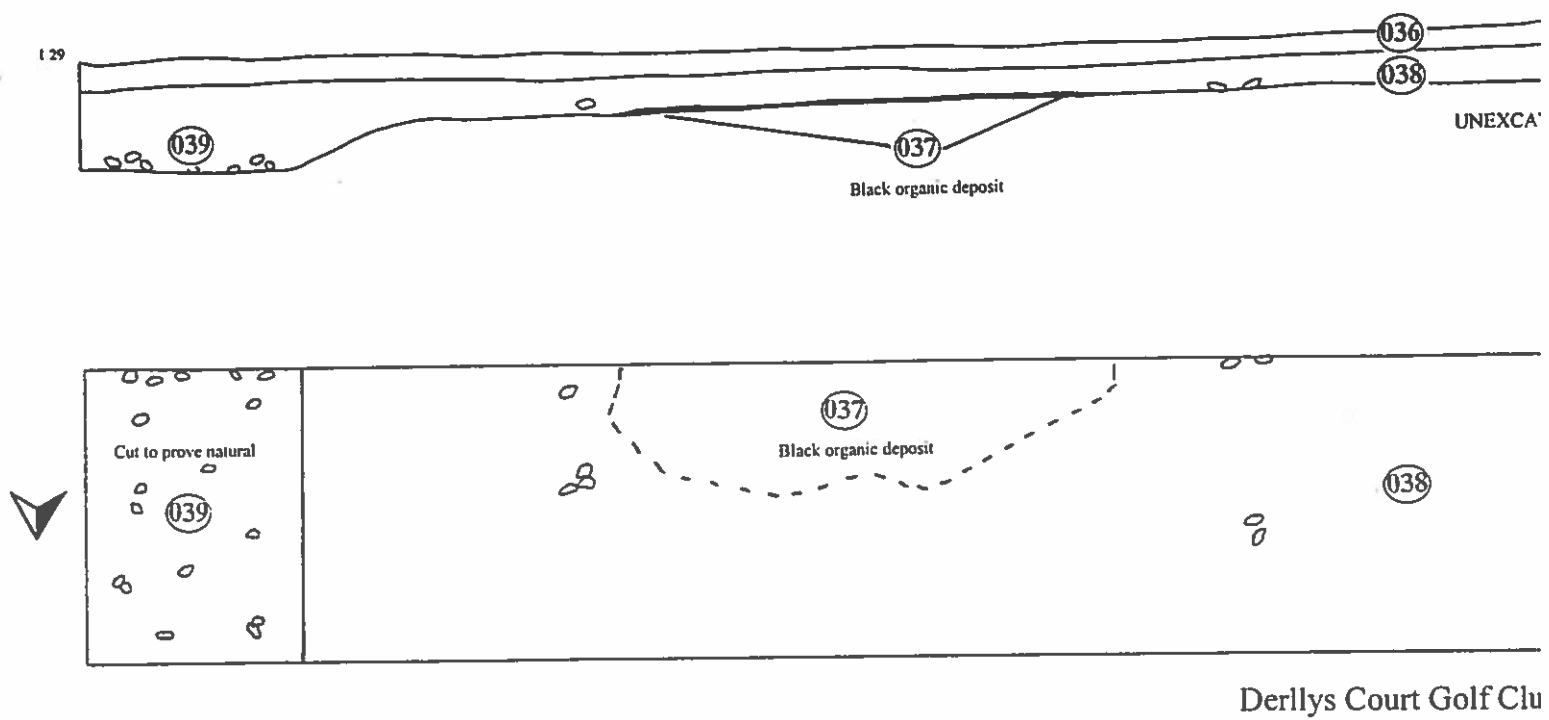 036
1 29
038
UNEXCA
039
037
Black organic deposit
037
Cut to prove natural
Black organic deposit
038
039
Derllys Court Golf Clu